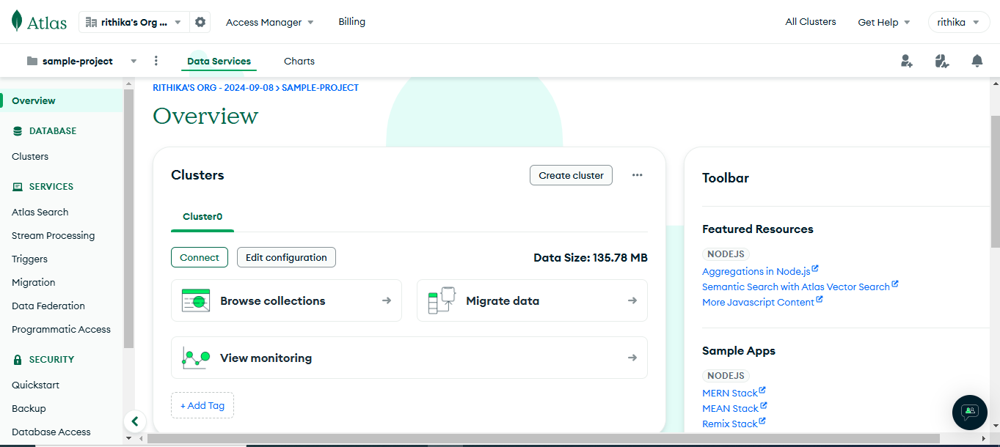 Atlas
rithika's Org ...
Access Manager
Billing
All Clusters
Get Help
rithika
sample-project
Data Services
Charts
Overview
DATABASE
Clusters
SERVICES
Atlas Search
Stream Processing
Triggers
Migration
Data Federation
Programmatic Access
SECURITY
Quickstart
Backup
Database Access
RITHIKA'S ORG - 2024-09-08 > SAMPLE-PROJECT
Overview
Clusters
Create cluster
Cluster0
Connect
Edit configuration
Data Size: 135.78 MB
Browse collections
Migrate data
View monitoring
+ Add Tag
Toolbar
Featured Resources
NODEJS
Aggregations in Node.js
Semantic Search with Atlas Vector Search
More Javascript Content
Sample Apps
NODEJS
MERN Stack
MEAN Stack
Remix Stack